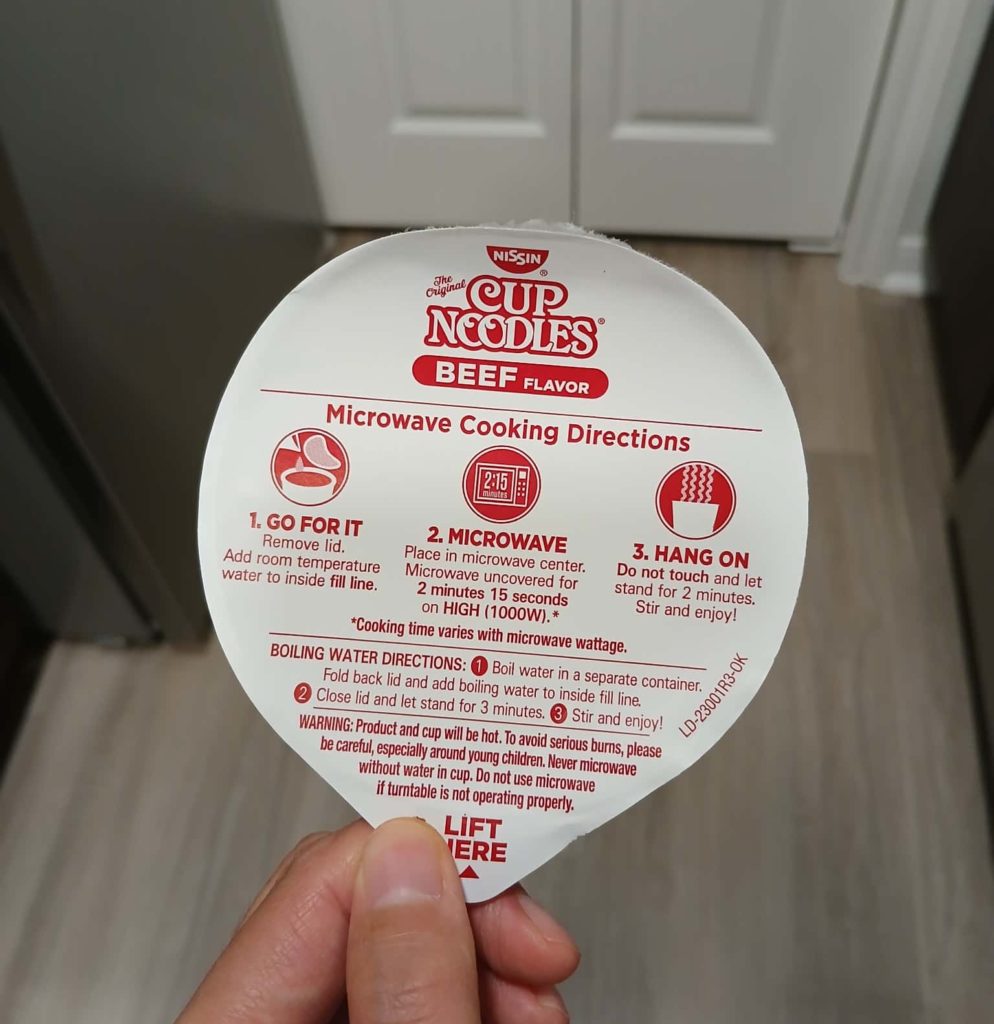 NISSIN
The
Original
CUP
NOODLES®
BEEF FLAVOR
Microwave Cooking Directions
1. GO FOR IT
Remove lid.
Add room temperature
water to inside fill line.
2:15
minutes
2. MICROWAVE
Place in microwave center.
Microwave uncovered for
2 minutes 15 seconds
on HIGH (1000W).*
3. HANG ON
Do not touch and let
stand for 2 minutes.
Stir and enjoy!
*Cooking time varies with microwave wattage.
BOILING WATER DIRECTIONS: 1 Boil water in a separate container.
Fold back lid and add boiling water to inside fill line.
2 Close lid and let stand for 3 minutes. 3 Stir and enjoy!
LD-23001R3-OK
WARNING: Product and cup will be hot. To avoid serious burns, please
be careful, especially around young children. Never microwave
without water in cup. Do not use microwave
if turntable is not operating properly.
LIFT
HERE